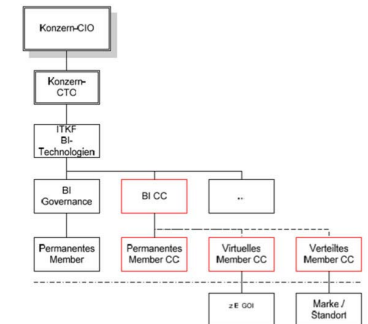 Konzern-CIO
Konzern-
CTO
ITKF
BI-
Technologien
BI
Governance
BI CC
..
Permanentes
Member
Permanentes
Member CC
Virtuelles
Member CC
Verteiltes
Member CC
GOI
Marke /
Standort